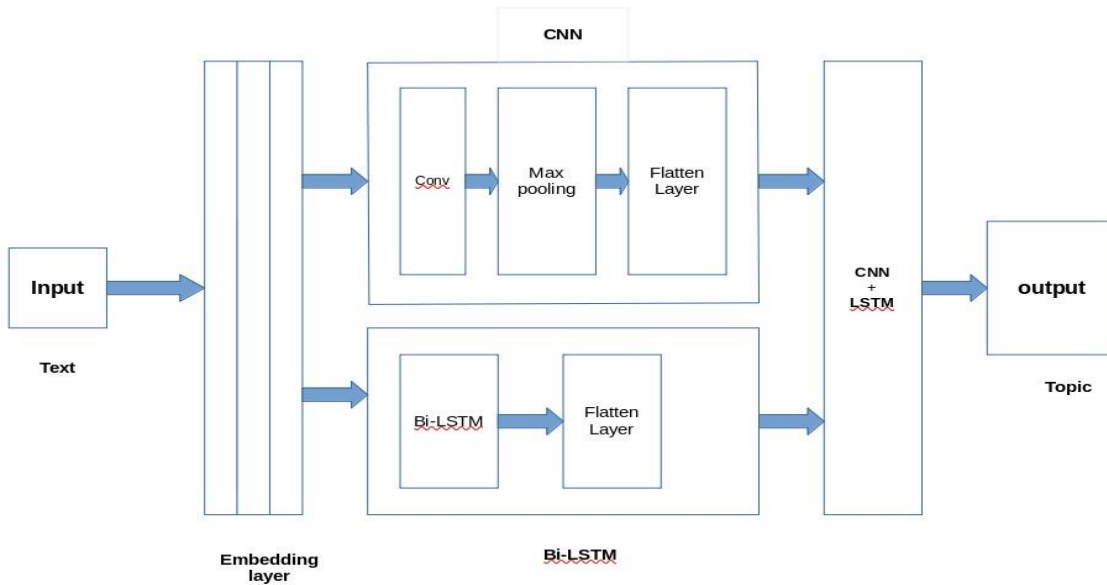 CNN
Conv
Max
pooling
Flatten
Layer
Input
Text
CNN
+
LSTM
output
Topic
Bi-LSTM
Flatten
Layer
Embedding
layer
Bi-LSTM